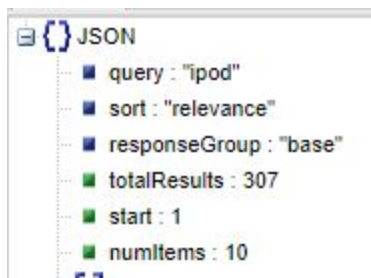 {} JSON
query : "ipod"
sort : "relevance"
responseGroup : "base"
totalResults : 307
start : 1
numItems : 10